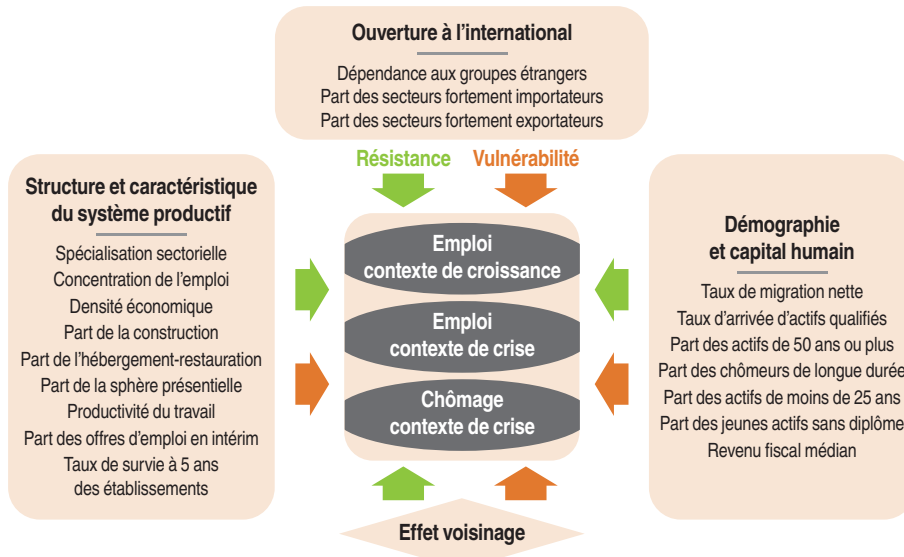 Ouverture à l'international
Dépendance aux groupes étrangers
Part des secteurs fortement importateurs
Part des secteurs fortement exportateurs
Résistance
Vulnérabilité
Structure et caractéristique
du système productif
Spécialisation sectorielle
Concentration de l'emploi
Densité économique
Part de la construction
Part de l'hébergement-restauration
Part de la sphère présentielle
Productivité du travail
Part des offres d'emploi en intérim
Taux de survie à 5 ans
des établissements
Emploi
contexte de croissance
Emploi
contexte de crise
Chômage
contexte de crise
Démographie
et capital humain
Taux de migration nette
Taux d'arrivée d'actifs qualifiés
Part des actifs de 50 ans ou plus
Part des chômeurs de longue durée
Part des actifs de moins de 25 ans
Part des jeunes actifs sans diplôme
Revenu fiscal médian
Effet voisinage